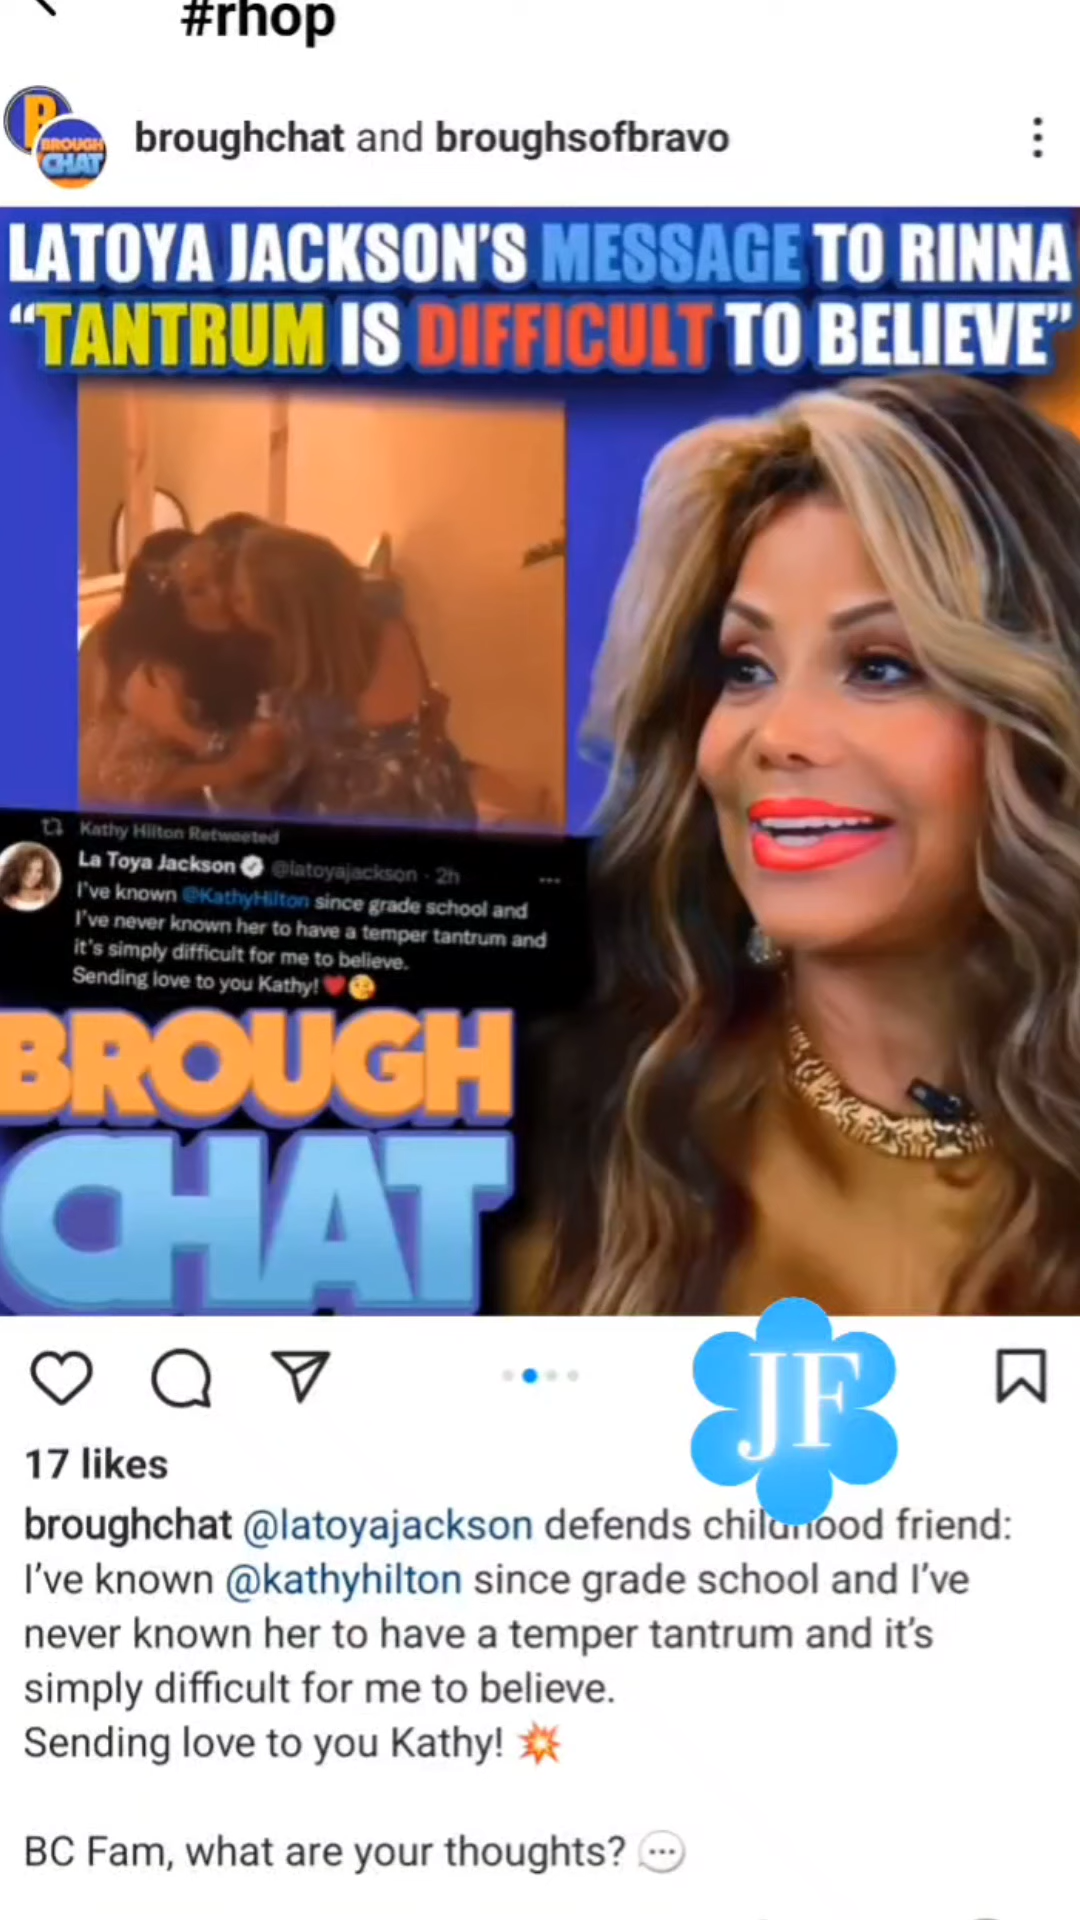 #rhop
BROUGH
CHAT
broughchat and broughsofbravo
LATOYA JACKSON'S MESSAGE TO RINNA
"TANTRUM IS DIFFICULT TO BELIEVE"
Kathy Hilton Retweeted
La Toya Jackson @latoyajackson · 2h
I've known @KathyHilton since grade school and
I've never known her to have a temper tantrum and
it's simply difficult for me to believe.
Sending love to you Kathy! ❤️😘
BROUGH
CHAT
JF
17 likes
broughchat @latoyajackson defends childhood friend:
I've known @kathyhilton since grade school and I've
never known her to have a temper tantrum and it's
simply difficult for me to believe.
Sending love to you Kathy! 💥
BC Fam, what are your thoughts? 💬